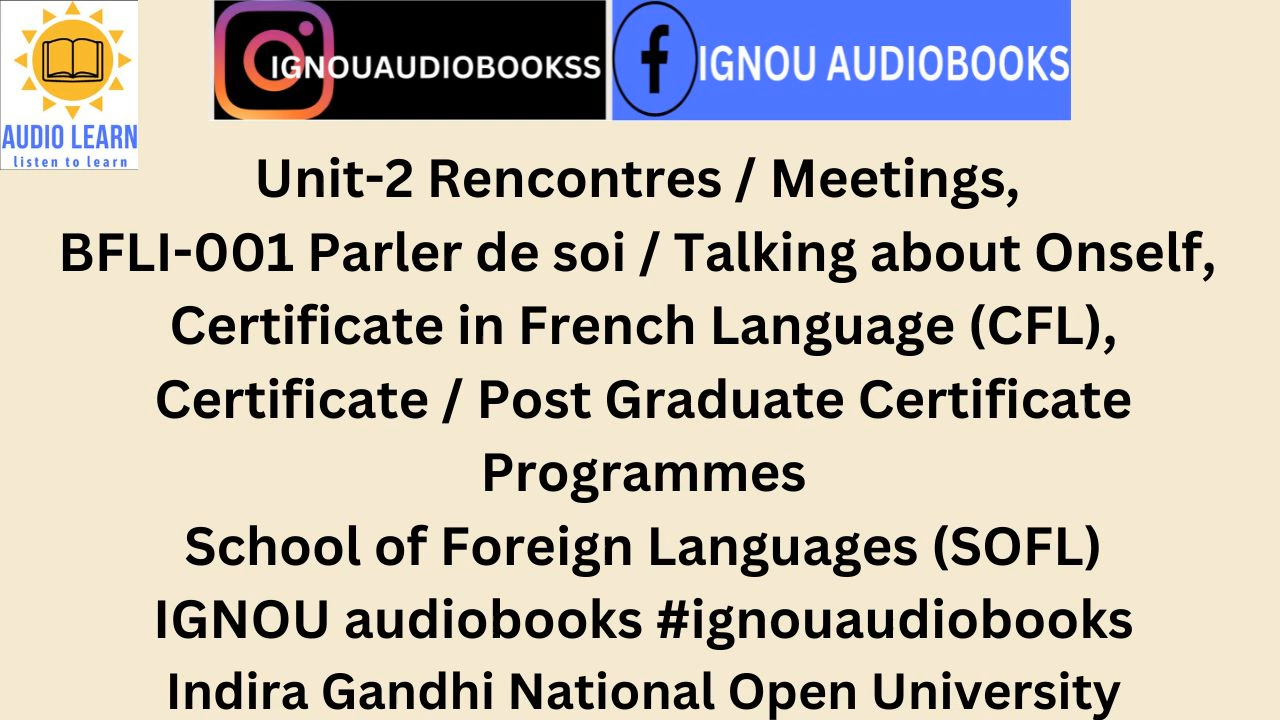 AUDIO LEARN
listen to learn
IGNOUAUDIOBOOKSS
IGNOU AUDIOBOOKS
Unit-2 Rencontres / Meetings,
BFLI-001 Parler de soi / Talking about Onself,
Certificate in French Language (CFL),
Certificate / Post Graduate Certificate
Programmes
School of Foreign Languages (SOFL)
IGNOU audiobooks #ignouaudiobooks
Indira Gandhi National Open University